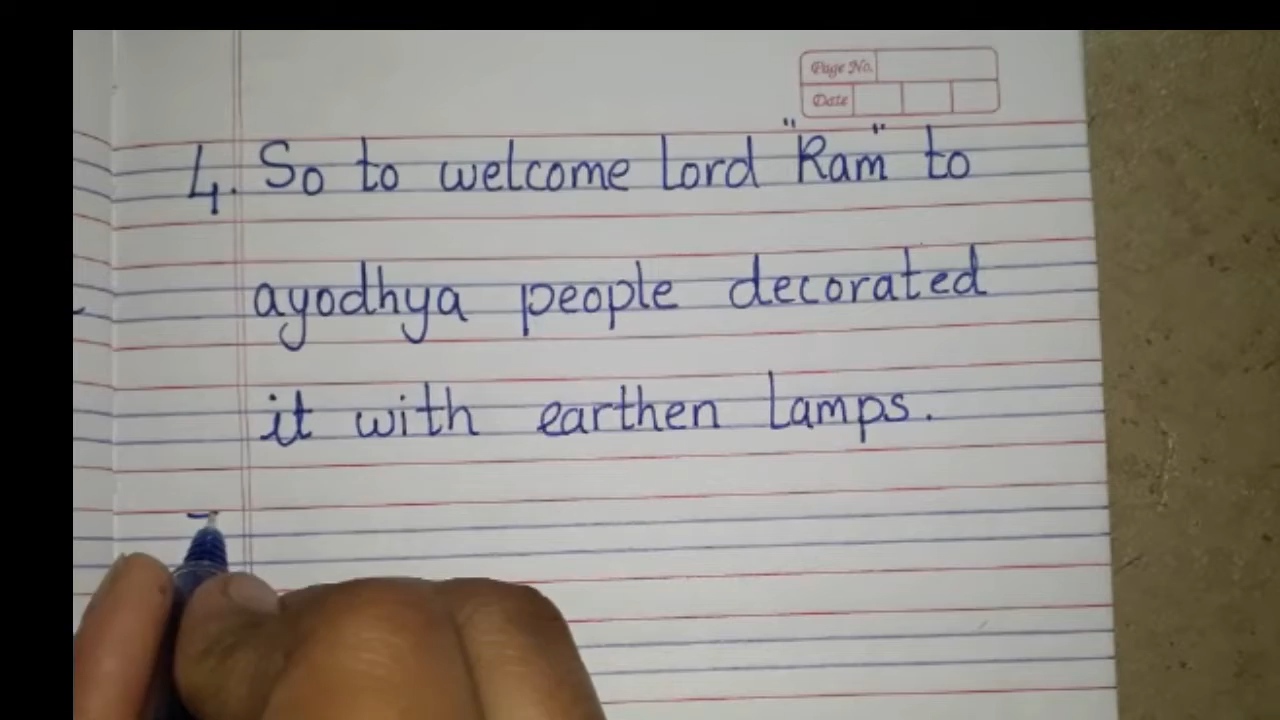 Page No.
Date
4. So to welcome Lord "Ram" to
ayodhya people decorated
it with earthen lamps.